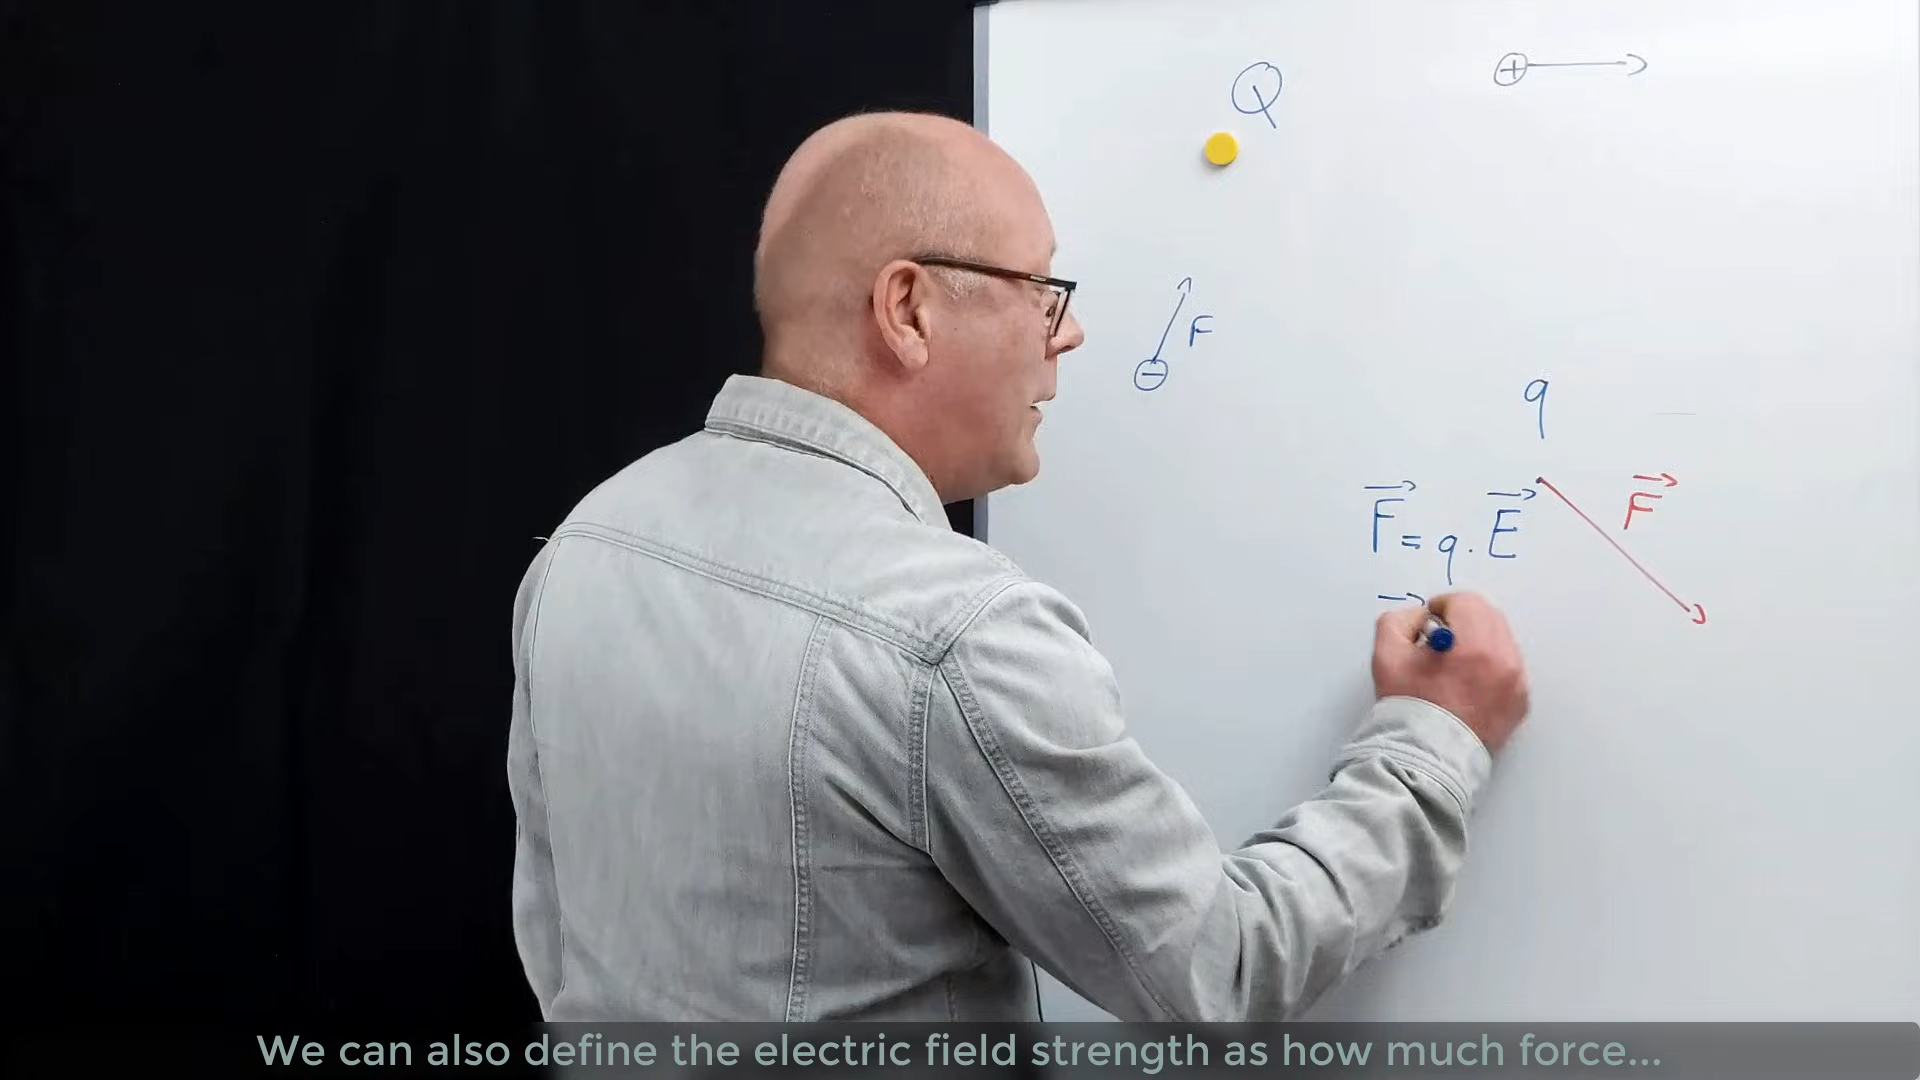 Q
+
F
−
q
F = q . E
F
We can also define the electric field strength as how much force...